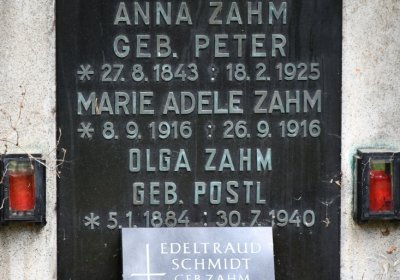 ANNA ZAHM
GEB. PETER
* 27. 8. 1843 : 18. 2. 1925
MARIE ADELE ZAHM
* 8. 9. 1916 : 26. 9. 1916
OLGA ZAHM
GEB. POSTL
* 5. 1. 1884 : 30. 7. 1940
EDELTRAUD
SCHMIDT
GEB. ZAHM